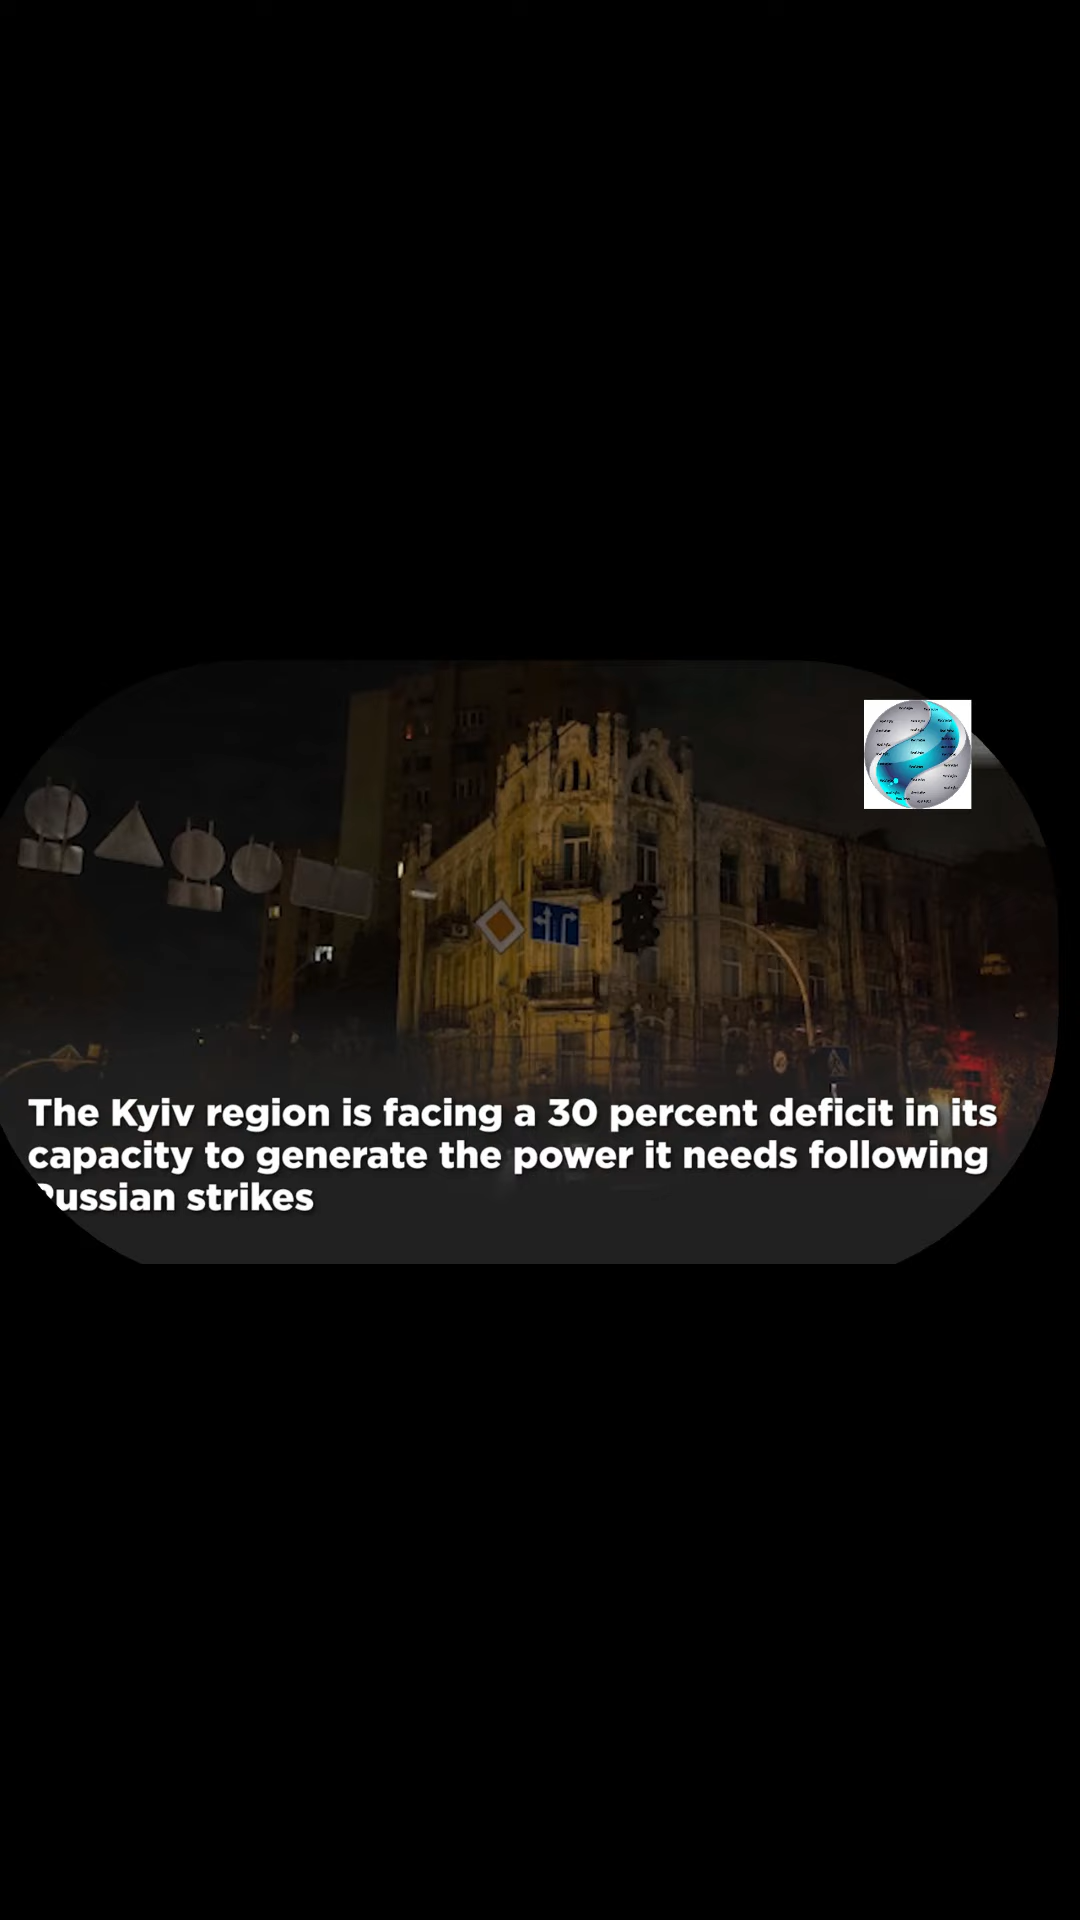 The Kyiv region is facing a 30 percent deficit in its
capacity to generate the power it needs following
Russian strikes